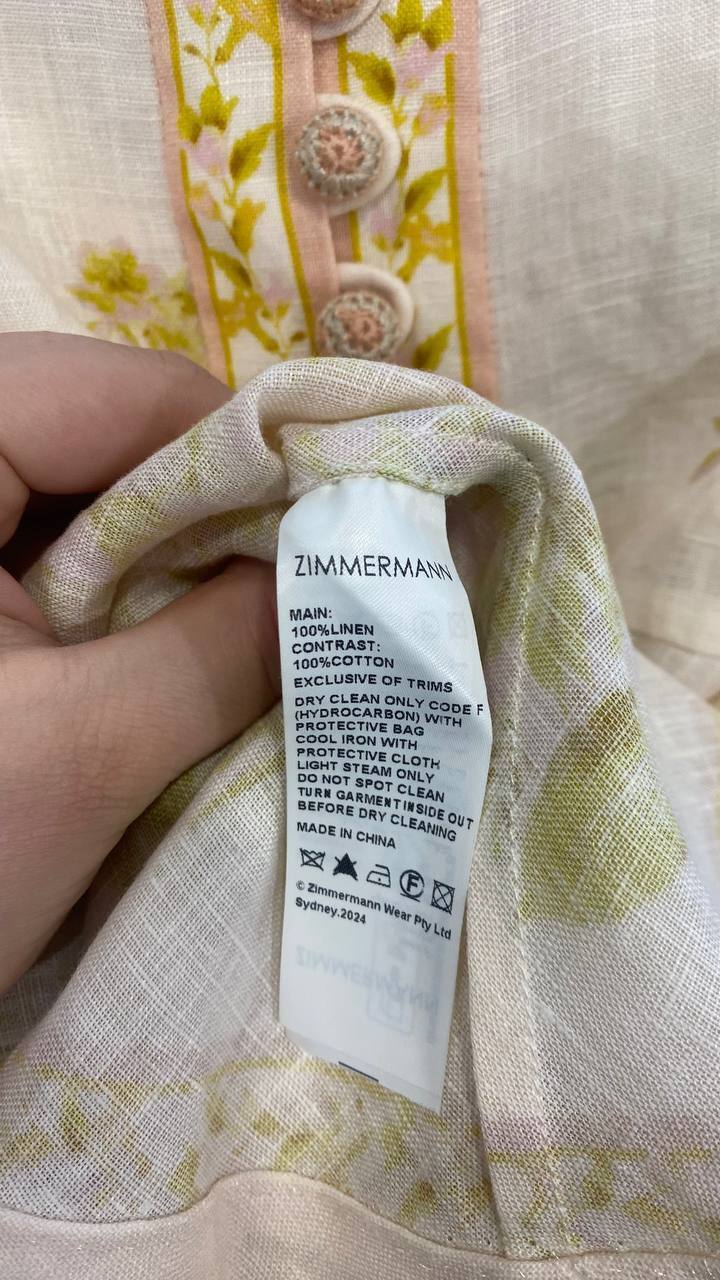 ZIMMERMANN
MAIN:
100%LINEN
CONTRAST:
100%COTTON
EXCLUSIVE OF TRIMS
DRY CLEAN ONLY CODE F
(HYDROCARBON) WITH
PROTECTIVE BAG
COOL IRON WITH
PROTECTIVE CLOTH
LIGHT STEAM ONLY
DO NOT SPOT CLEAN
TURN GARMENT INSIDE OUT
BEFORE DRY CLEANING
MADE IN CHINA
F
© Zimmermann Wear Pty Ltd
Sydney.2024
ZIMMERMANN